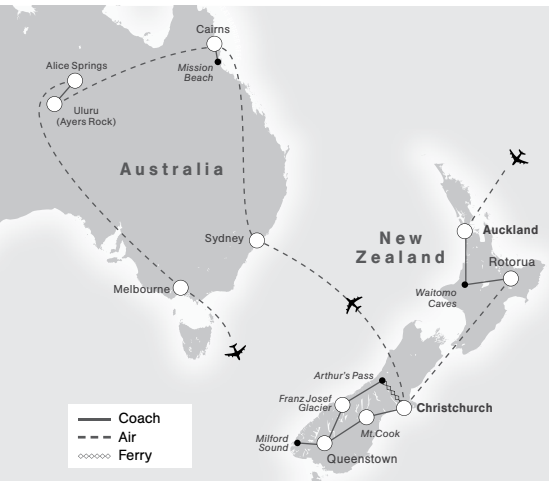 Cairns
Alice Springs
Mission
Beach
Uluru
(Ayers Rock)
Australia
Auckland
New
Zealand
Sydney
Rotorua
Melbourne
Waitomo
Caves
Arthur's Pass
Franz Josef
Glacier
Christchurch
Mt.Cook
Milford
Sound
Queenstown
Coach
Air
Ferry